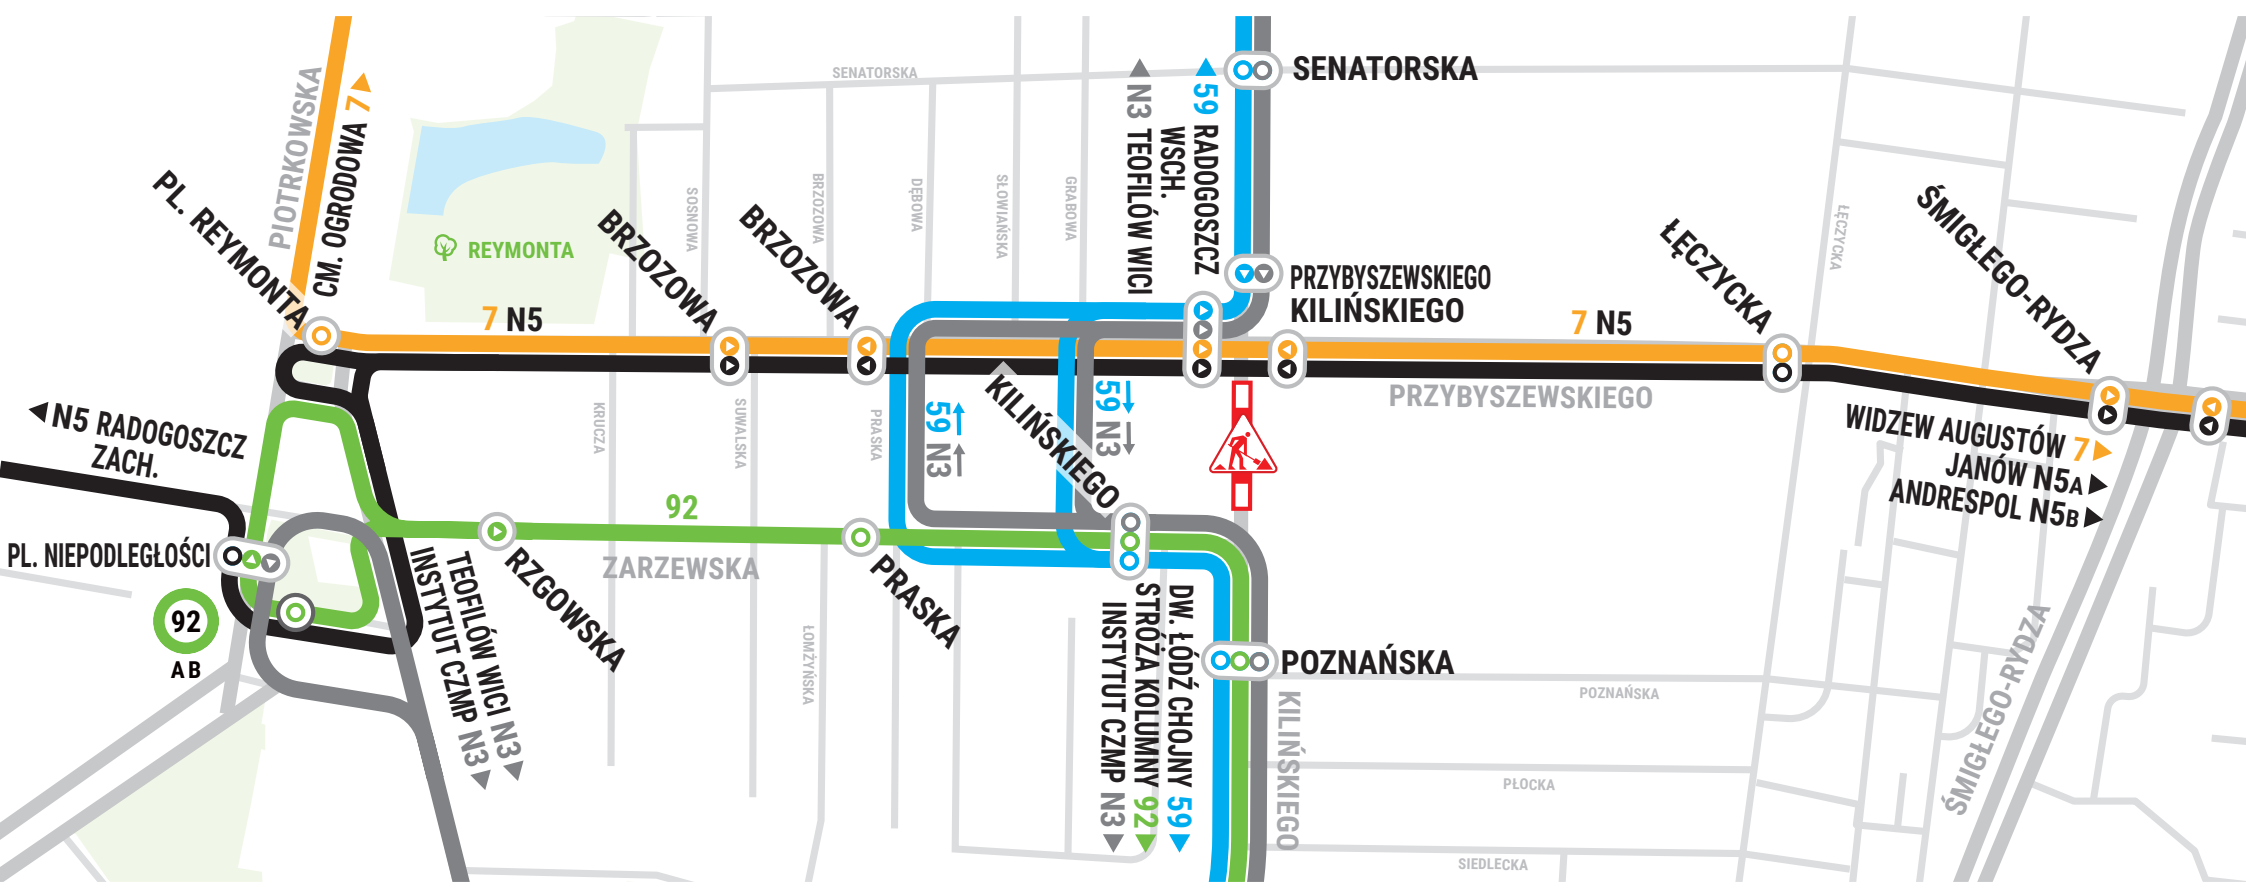 PIOTRKOWSKA
CM. OGRODOWA 7
PL. REYMONTA
REYMONTA
SENATORSKA
SENATORSKA
SOSNOWA
BRZOZOWA
DĘBOWA
SŁOWIAŃSKA
GRABOWA
N3 TEOFILÓW WICI
59 RADOGOSZCZ
WSCH.
BRZOZOWA
BRZOZOWA
7 N5
PRZYBYSZEWSKIEGO
KILIŃSKIEGO
7 N5
ŁĘCZYCKA
ŁĘCZYCKA
ŚMIGŁEGO-RYDZA
PRZYBYSZEWSKIEGO
WIDZEW AUGUSTÓW 7
JANÓW N5A
ANDRESPOL N5B
N5 RADOGOSZCZ
ZACH.
KRUCZA
SUWALSKA
PRASKA
59
N3
KILIŃSKIEGO
59
N3
92
ZARZEWSKA
PL. NIEPODLEGŁOŚCI
92
A B
TEOFILÓW WICI N3
INSTYTUT CZMP N3
RZGOWSKA
PRASKA
ŁOMŻYŃSKA
DW. ŁÓDŹ CHOJNY 59
STRÓŻA KOLUMNY 92
INSTYTUT CZMP N3
POZNAŃSKA
POZNAŃSKA
KILIŃSKIEGO
PŁOCKA
SIEDLECKA
ŚMIGŁEGO-RYDZA